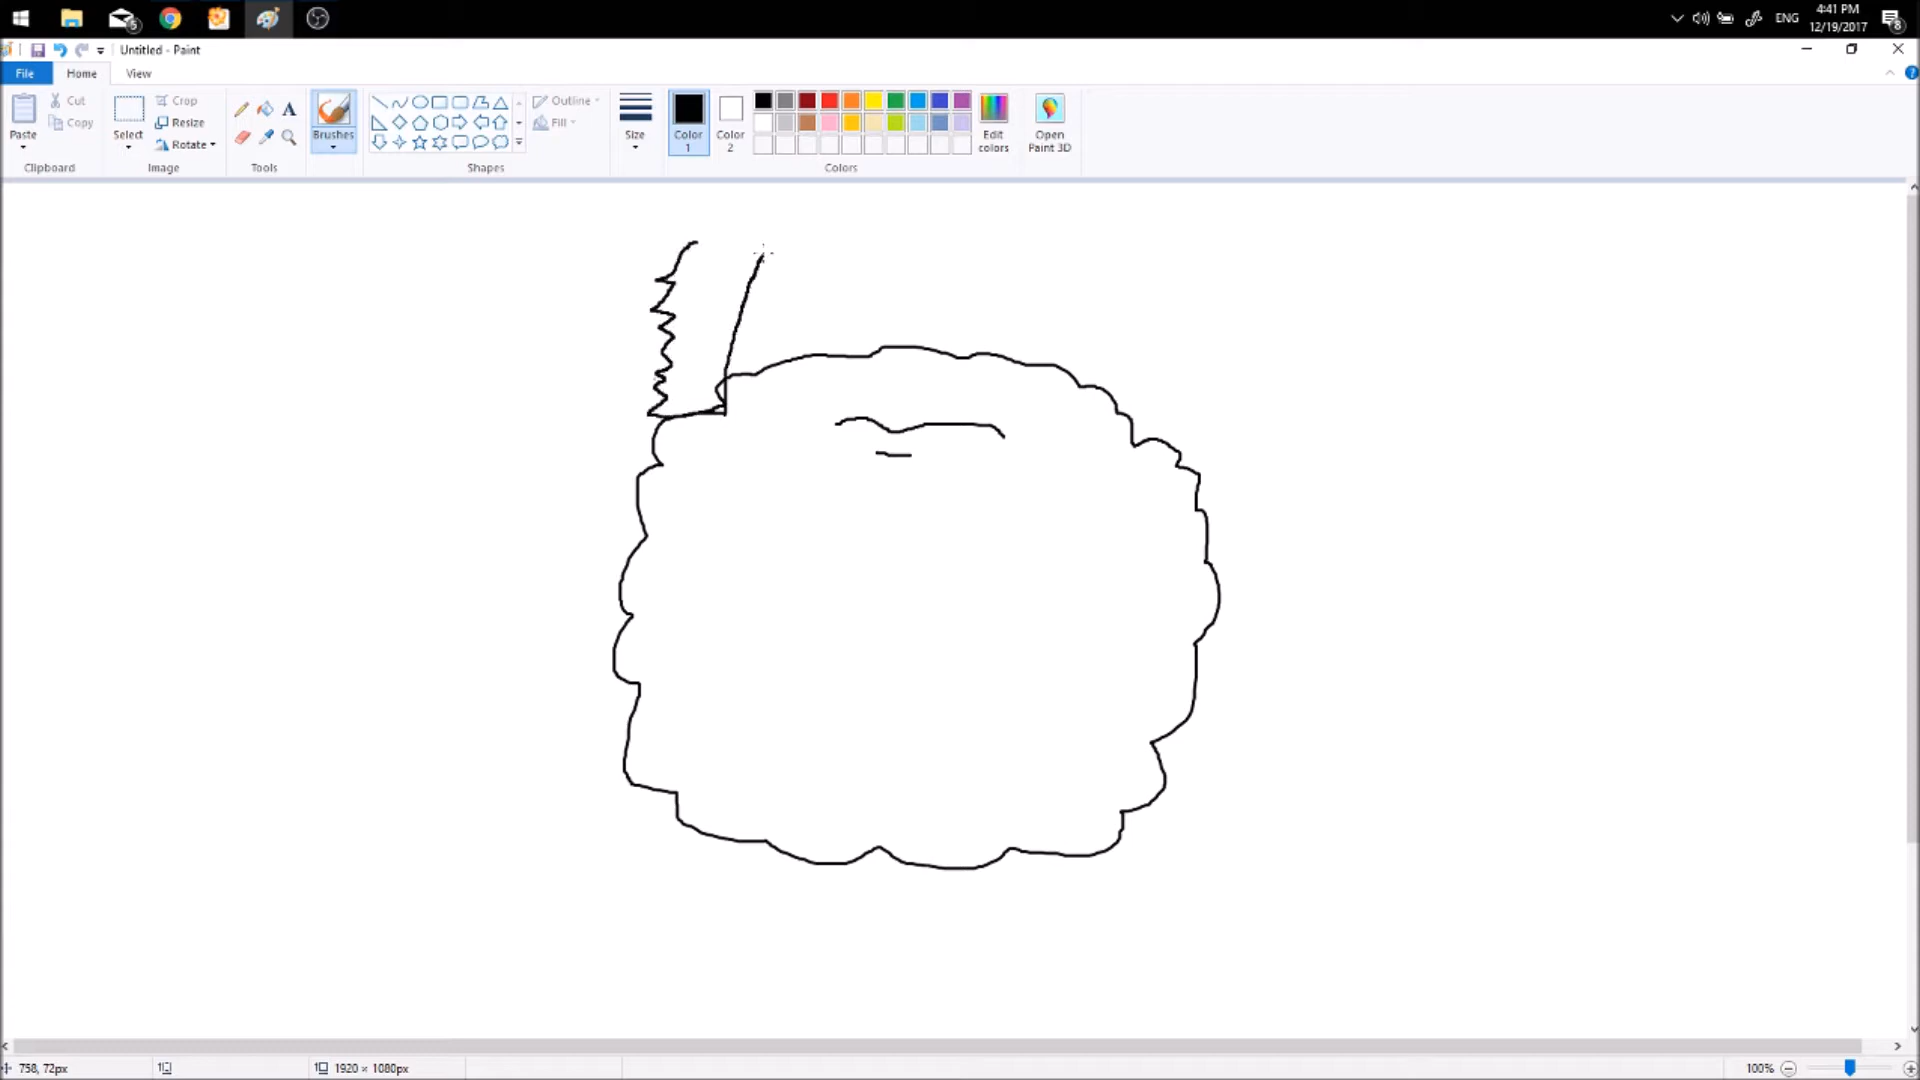 5
ENG
4:41 PM
12/19/2017
8
Untitled - Paint
File
Home
View
Paste
Cut
Copy
Clipboard
Select
Crop
Resize
Rotate
Image
A
Tools
Brushes
Outline
Fill
Shapes
Size
Color
1
Color
2
Edit
colors
Colors
Open
Paint 3D
758, 72px
1920 × 1080px
100%